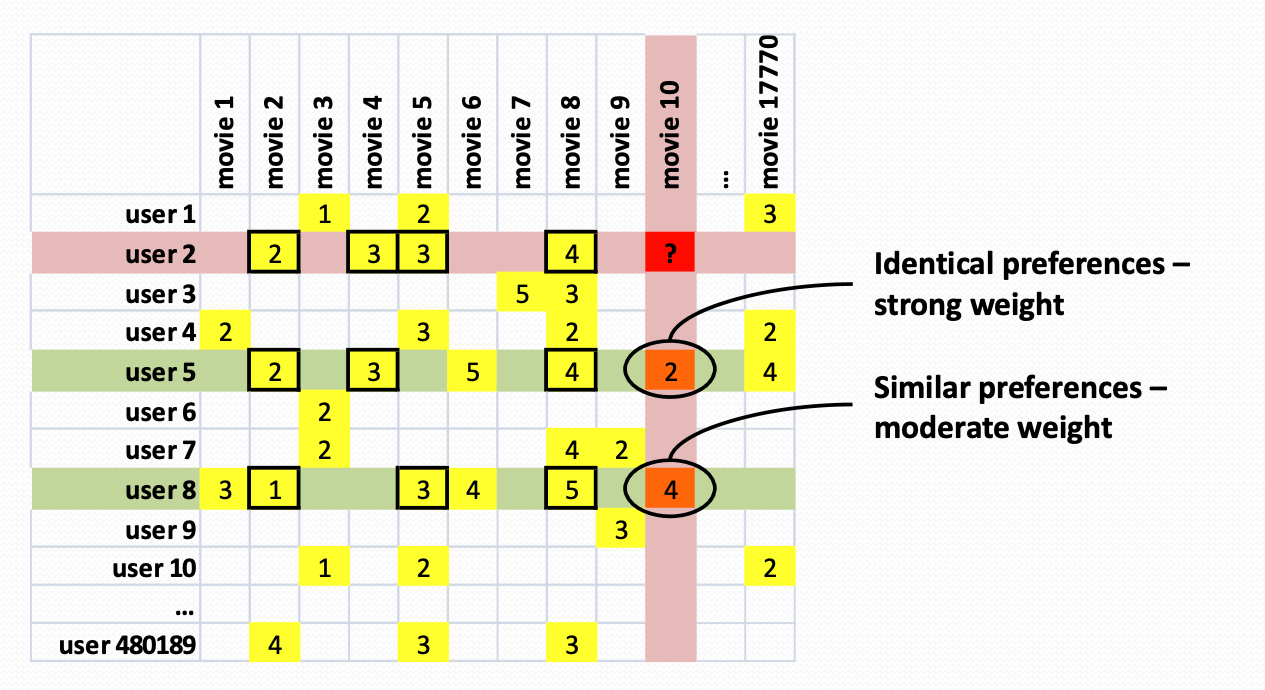 movie 1 movie 2 movie 3 movie 4 movie 5 movie 6 movie 7 movie 8 movie 9 movie 10 ... movie 17770
user 1 1 2 3
user 2 2 3 3 4 ?
user 3 5 3
user 4 2 3 2 2
user 5 2 3 5 4 2 4
user 6 2
user 7 2 4 2
user 8 3 1 3 4 5 4
user 9 3
user 10 1 2 2
...
user 480189 4 3 3
Identical preferences –
strong weight
Similar preferences –
moderate weight